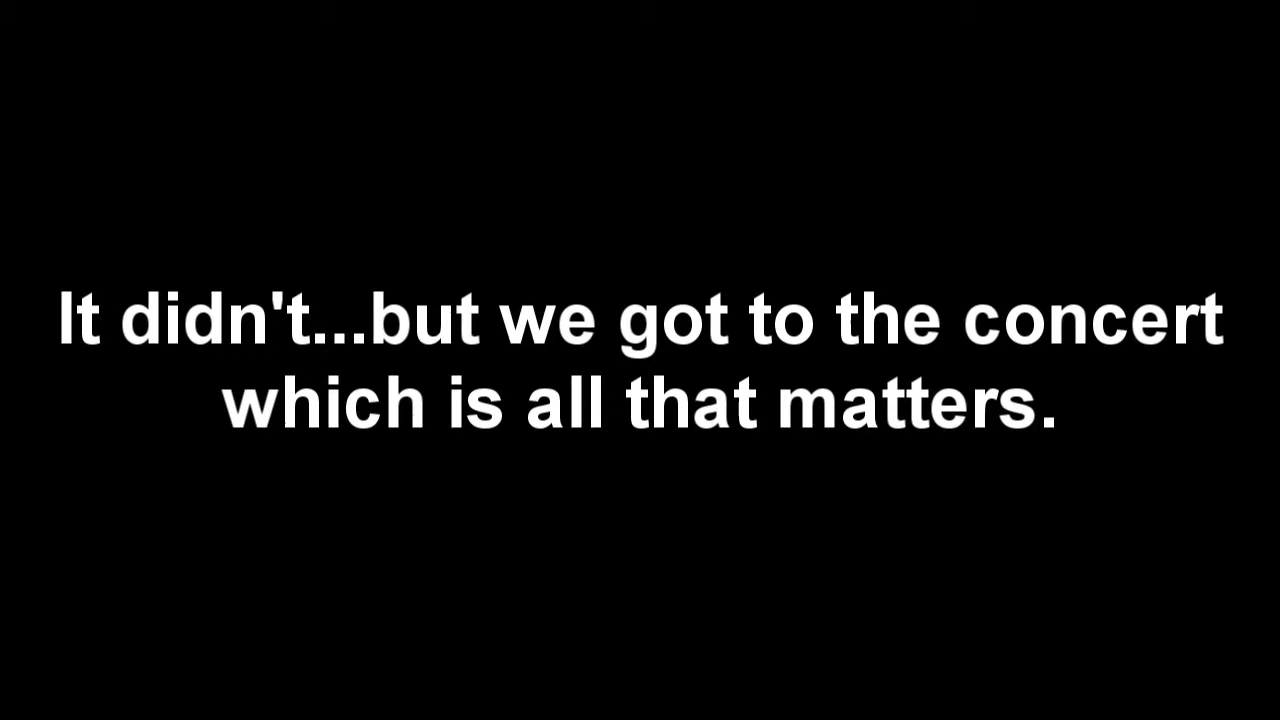 It didn't...but we got to the concert
which is all that matters.